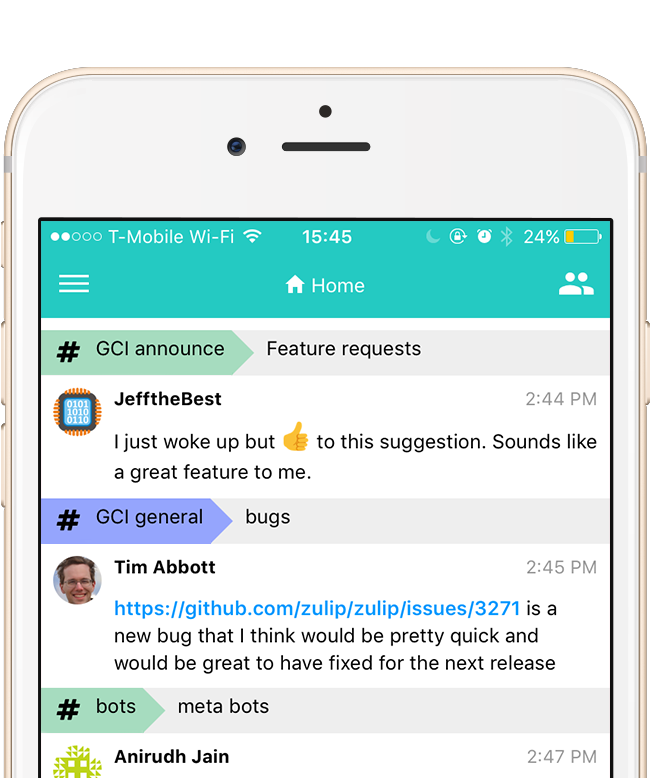 T-Mobile Wi-Fi 15:45 24%
Home
# GCI announce Feature requests
JefftheBest 2:44 PM
0101
1010
0110
I just woke up but 👍 to this suggestion. Sounds like
a great feature to me.
# GCI general bugs
Tim Abbott 2:45 PM
https://github.com/zulip/zulip/issues/3271 is a
new bug that I think would be pretty quick and
would be great to have fixed for the next release
# bots meta bots
Anirudh Jain 2:47 PM